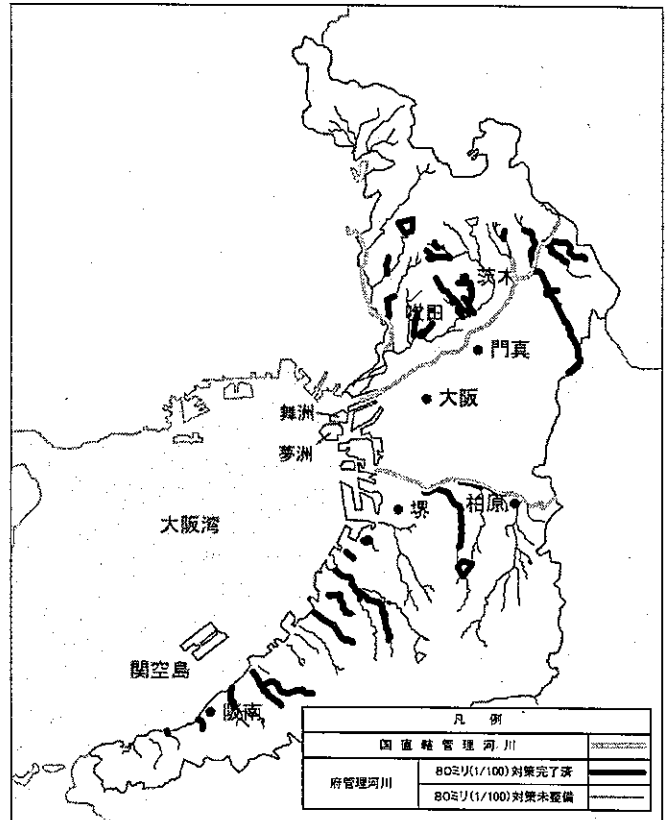 茨木
吹田
門真
大阪
舞洲
夢洲
堺
柏原
大阪湾
関空島
阪南
凡例
国直轄管理河川
府管理河川
80ミリ(1/100)対策完了済
80ミリ(1/100)対策未整備